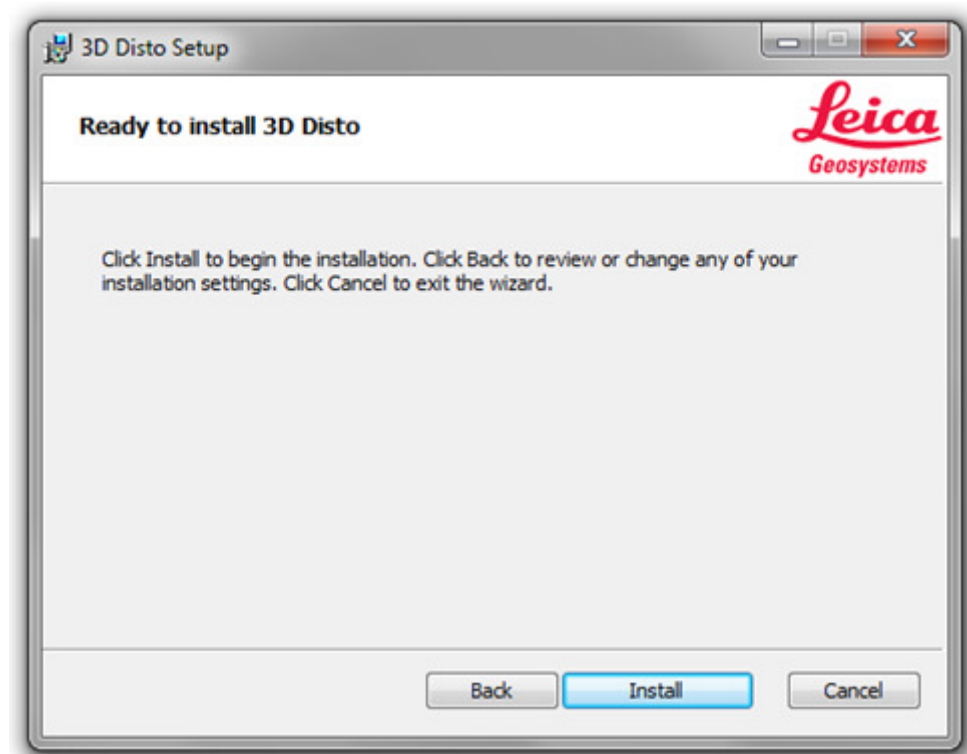 3D Disto Setup
Ready to install 3D Disto
Leica
Geosystems
Click Install to begin the installation. Click Back to review or change any of your
installation settings. Click Cancel to exit the wizard.
Back Install Cancel